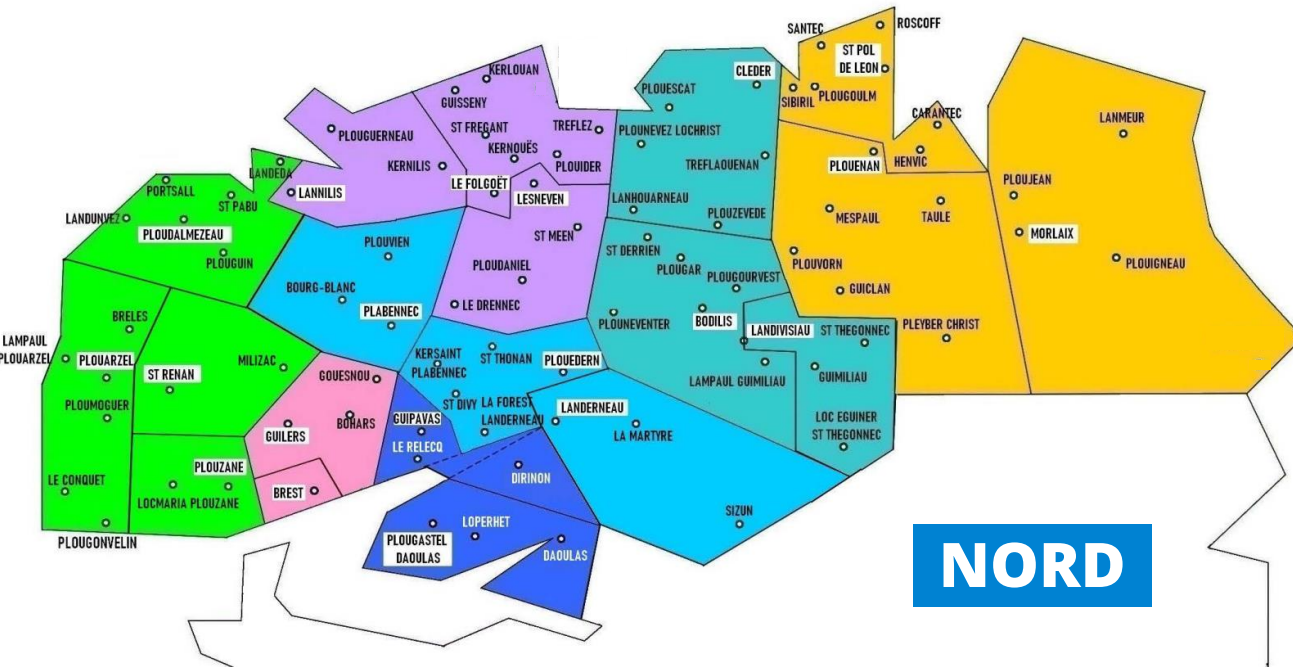 SANTEC
ROSCOFF
ST POL
DE LEON
SIBIRIL
PLOUGOULM
CARANTEC
HENVIC
PLOUENAN
LANMEUR
PLOUJEAN
MORLAIX
PLOUIGNEAU
MESPAUL
TAULE
PLOUVORN
GUICLAN
PLEYBER CHRIST
CLEDER
PLOUESCAT
PLOUNEVEZ LOCHRIST
TREFLAOUENAN
LANHOUARNEAU
PLOUZEVEDE
ST DERRIEN
PLOUGAR
PLOUGOURVEST
PLOUNEVENTER
BODILIS
LANDIVISIAU
ST THEGONNEC
LAMPAUL GUIMILIAU
GUIMILIAU
LOC EGUINER
ST THEGONNEC
KERLOUAN
GUISSENY
ST FREGANT
TREFLEZ
KERNOUËS
PLOUIDER
PLOUGUERNEAU
KERNILIS
LE FOLGOËT
LESNEVEN
LANNILIS
ST MEEN
PLOUDANIEL
LE DRENNEC
LANDEDA
PORTSALL
ST PABU
LANDUNVEZ
PLOUDALMEZEAU
PLOUGUIN
PLOUVIEN
BOURG-BLANC
PLABENNEC
BRELES
LAMPAUL
PLOUARZEL
PLOUARZEL
ST RENAN
MILIZAC
PLOUMOGUER
PLOUZANE
LE CONQUET
LOCMARIA PLOUZANE
PLOUGONVELIN
GOUESNOU
BOHARS
GUILERS
BREST
KERSAINT
PLABENNEC
ST THONAN
PLOUEDERN
ST DIVY
LA FOREST
LANDERNEAU
LANDERNEAU
LA MARTYRE
SIZUN
GUIPAVAS
LE RELECQ
DIRINON
PLOUGASTEL
DAOULAS
LOPERHET
DAOULAS
NORD